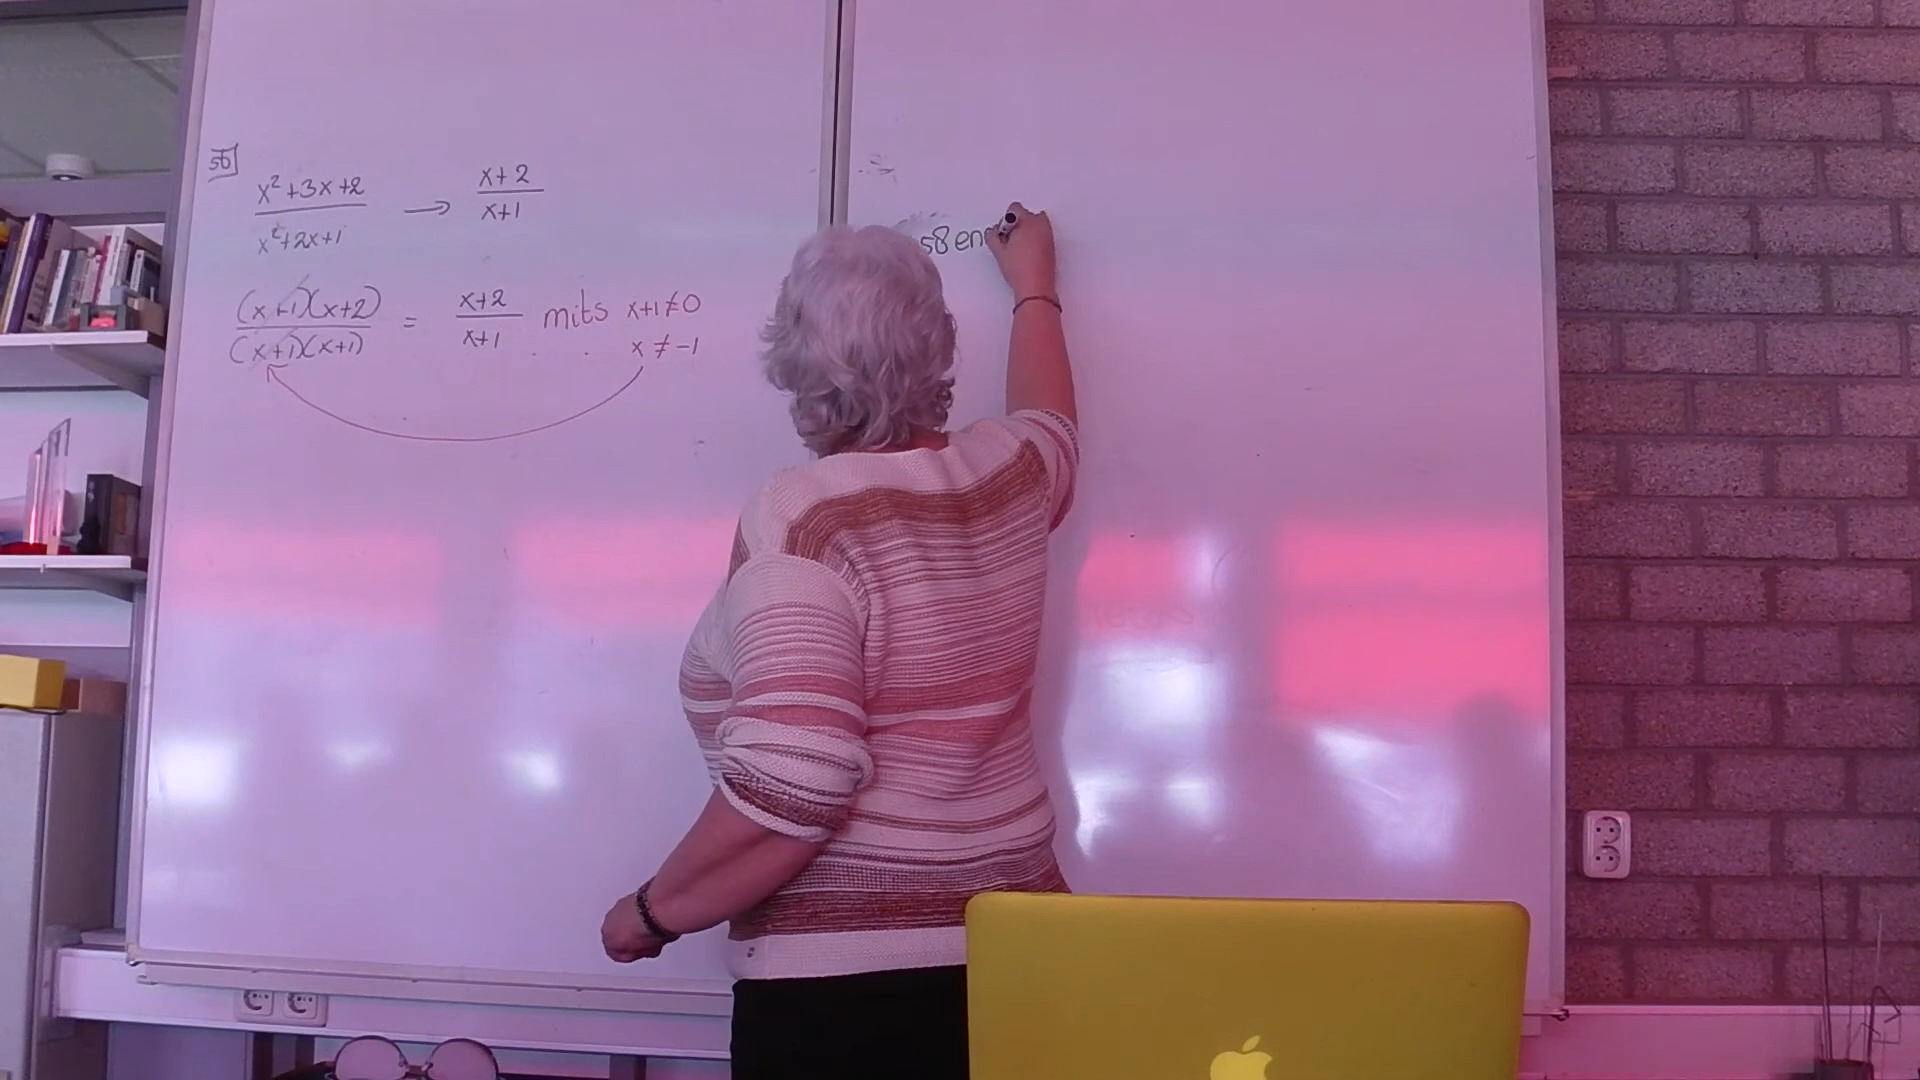 56
x²+3x+2 / x²+2x+1 → x+2 / x+1
(x+1)(x+2) / (x+1)(x+1) = x+2 / x+1 mits x+1≠0
x ≠ -1
58 en